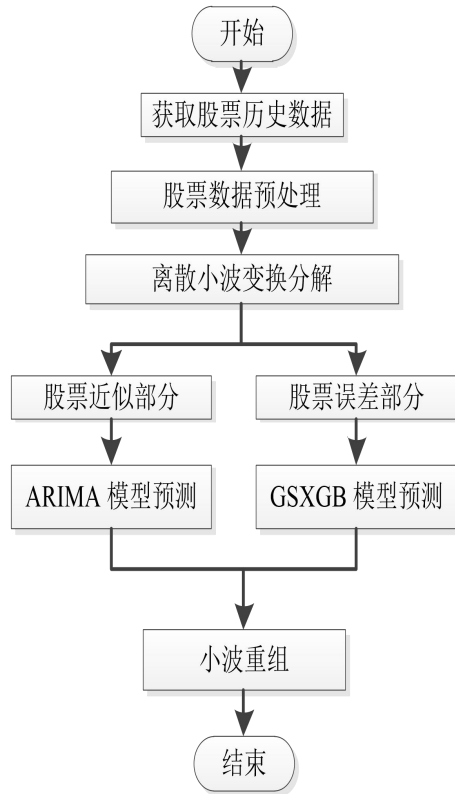 开始
获取股票历史数据
股票数据预处理
离散小波变换分解
股票近似部分
股票误差部分
ARIMA 模型预测
GSXGB 模型预测
小波重组
结束